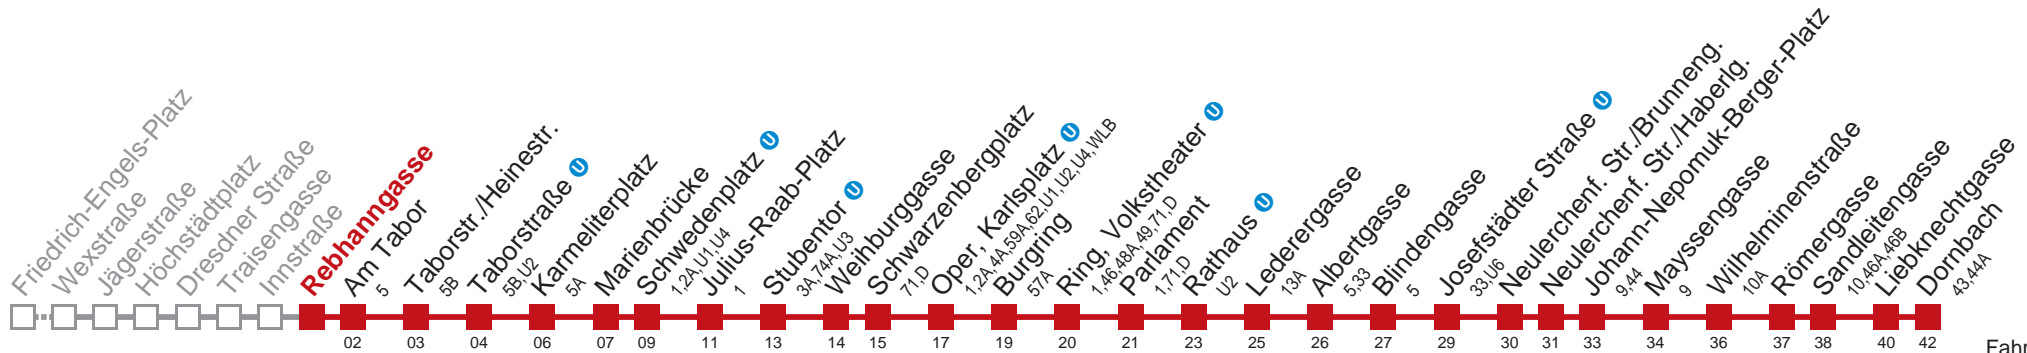 Friedrich-Engels-Platz
Wexstraße
Jägerstraße
Höchstädtplatz
Dresdner Straße
Traisengasse
Innstraße
Rebhanngasse
Am Tabor
5
Taborstr./Heinestr.
5B
Taborstraße U
5B,U2
Karmeliterplatz
5A
Marienbrücke
Schwedenplatz U
1,2A,U1,U4
Julius-Raab-Platz
1
Stubentor U
3A,74A,U3
Weihburggasse
Schwarzenbergplatz
71,D
Oper, Karlsplatz U
1,2A,4A,59A,62,U1,U2,U4,WLB
Burgring
57A
Ring, Volkstheater U
1,46,48A,49,71,D
Parlament
1,71,D
Rathaus U
U2
Lederergasse
13A
Albertgasse
5,33
Blindengasse
5
Josefstädter Straße U
33,U6
Neulerchenf. Str./Brunneng.
Neulerchenf. Str./Haberlg.
Johann-Nepomuk-Berger-Platz
9,44
Mayssengasse
9
Wilhelminenstraße
10A
Römergasse
Sandleitengasse
10,46A,46B
Liebknechtgasse
Dornbach
43,44A
02 03 04 06 07 09 11 13 14 15 17 19 20 21 23 25 26 27 29 30 31 33 34 36 37 38 40 42
Fahr